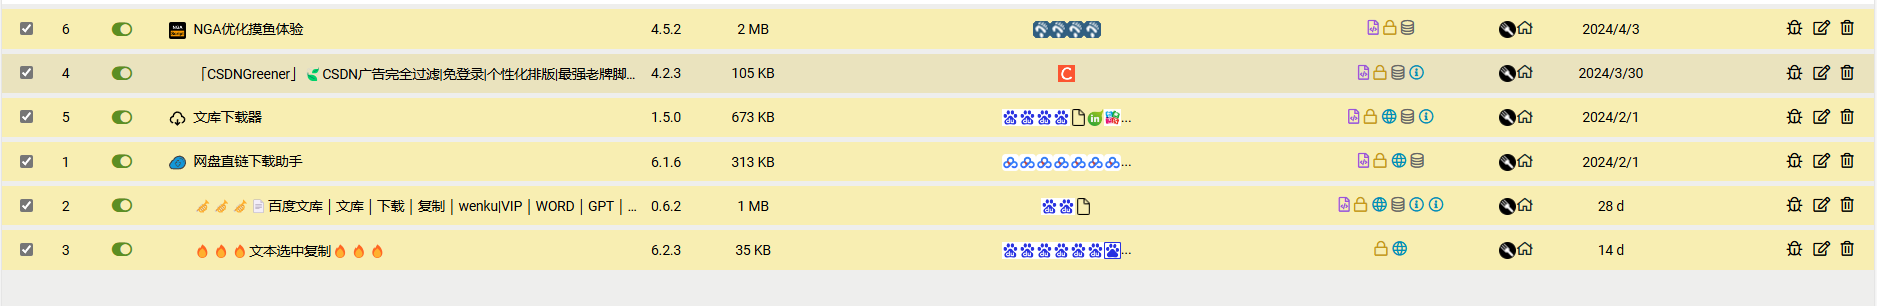 6 NGA优化摸鱼体验 4.5.2 2 MB 2024/4/3
4 「CSDNGreener」🍃CSDN广告完全过滤|免登录|个性化排版|最强老牌脚... 4.2.3 105 KB C 2024/3/30
5 文库下载器 1.5.0 673 KB ... 2024/2/1
1 网盘直链下载助手 6.1.6 313 KB ... 2024/2/1
2 🧹🧹🧹📄百度文库 | 文库 | 下载 | 复制 | wenku|VIP | WORD | GPT | ... 0.6.2 1 MB 28 d
3 🔥🔥🔥文本选中复制🔥🔥🔥 6.2.3 35 KB ... 14 d